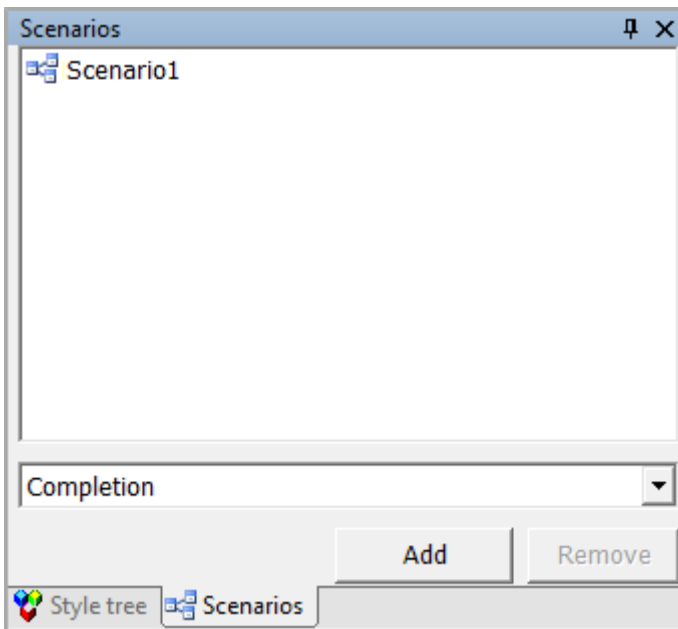 Scenarios
Scenario1
Completion
Add Remove
Style tree Scenarios